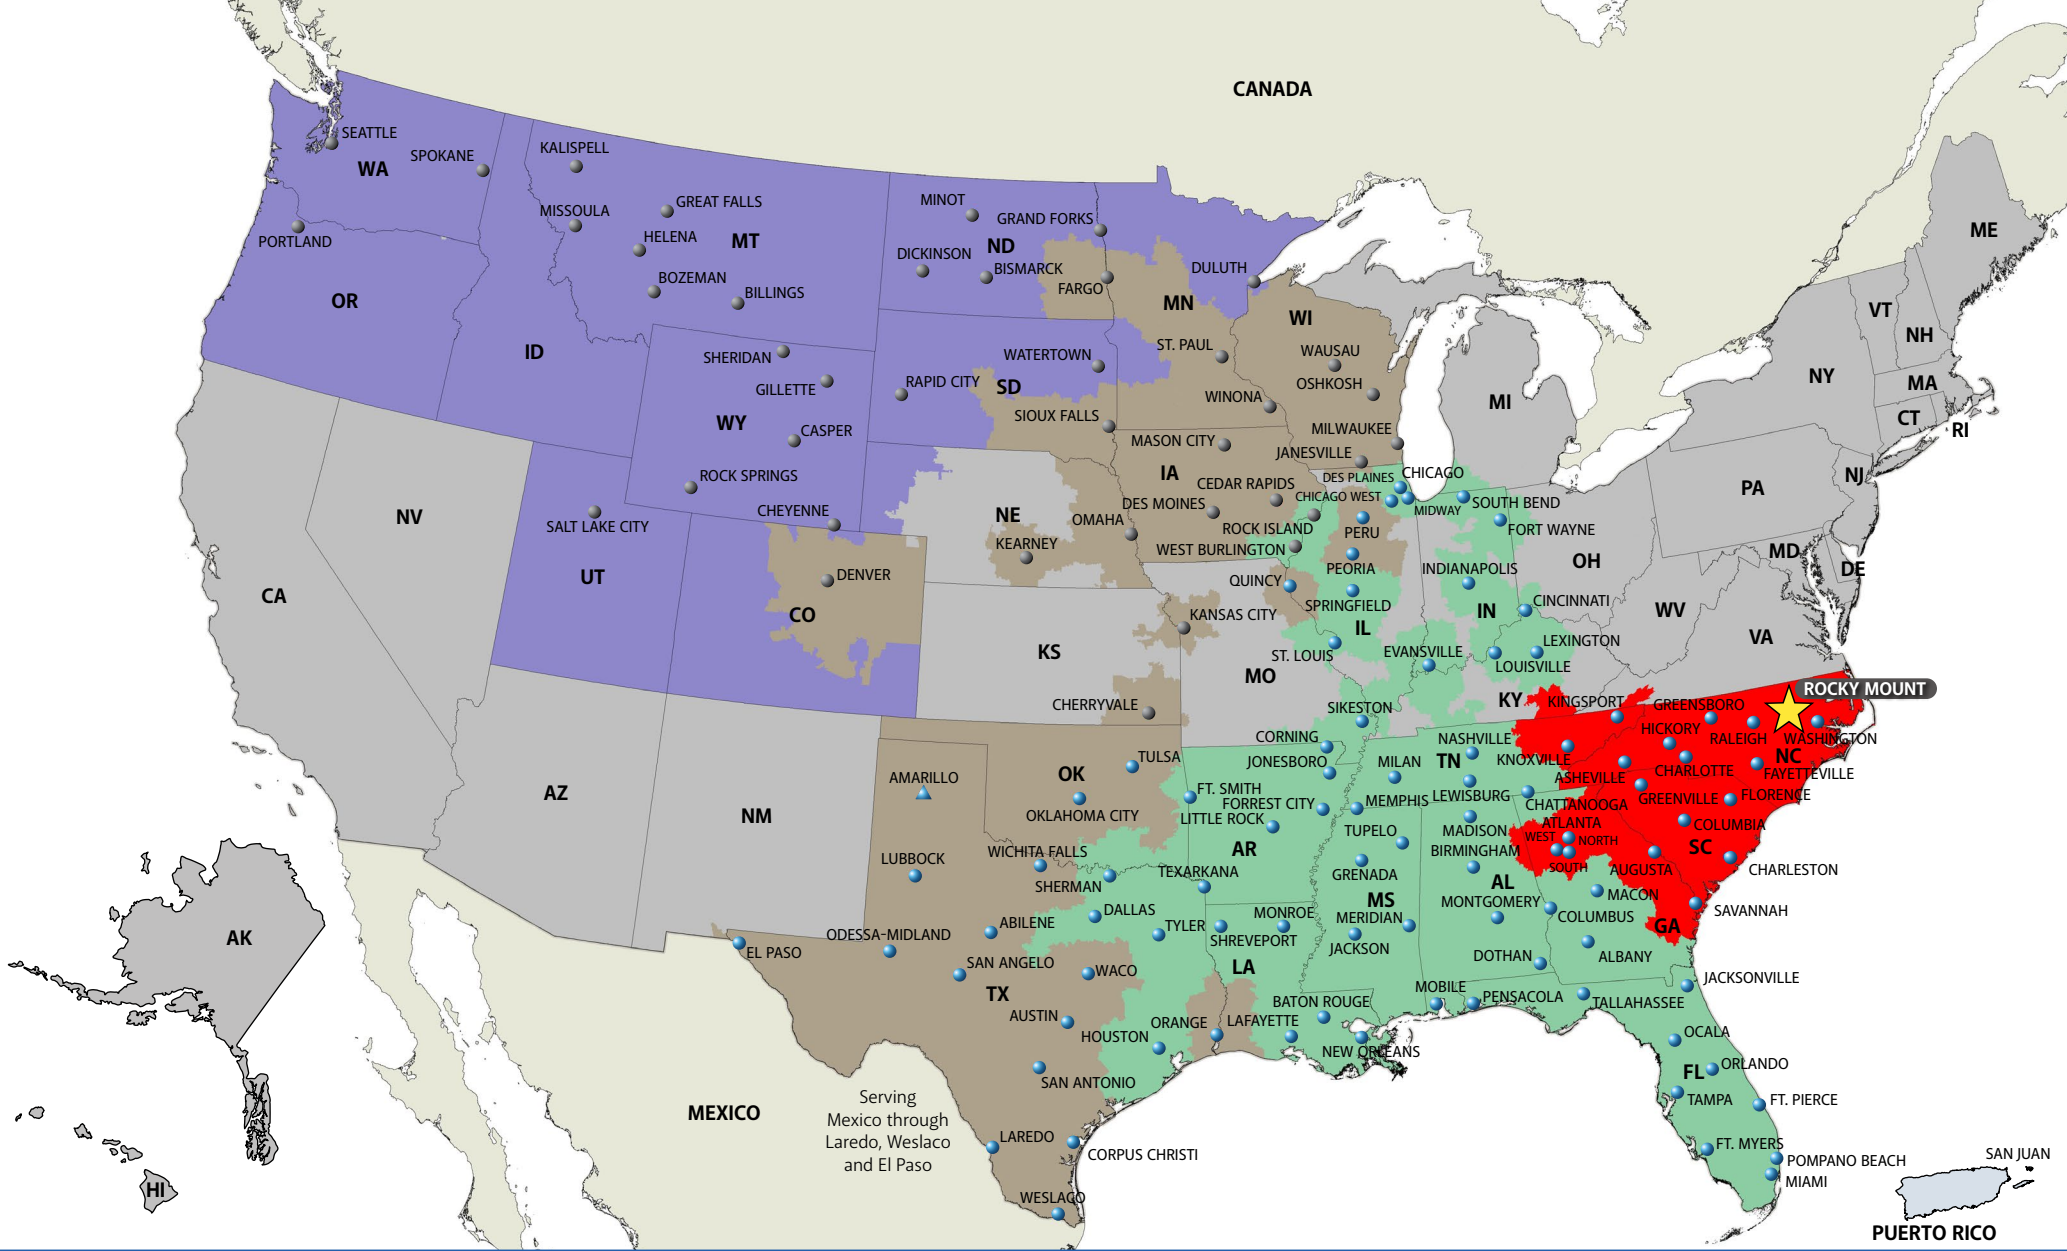 CANADA
SEATTLE
SPOKANE
WA
KALISPELL
PORTLAND
MISSOULA
GREAT FALLS
HELENA
MT
BOZEMAN
BILLINGS
MINOT
GRAND FORKS
ND
DICKINSON
BISMARCK
FARGO
DULUTH
MN
WI
ME
VT
NH
NY
MA
CT
RI
OR
ID
SHERIDAN
GILLETTE
WY
CASPER
ROCK SPRINGS
CHEYENNE
WATERTOWN
RAPID CITY
SD
SIOUX FALLS
ST. PAUL
WINONA
WAUSAU
OSHKOSH
MILWAUKEE
JANESVILLE
MI
MASON CITY
IA
CEDAR RAPIDS
DES MOINES
ROCK ISLAND
WEST BURLINGTON
DES PLAINES
CHICAGO
CHICAGO WEST
MIDWAY
SOUTH BEND
FORT WAYNE
PERU
PEORIA
INDIANAPOLIS
PA
NJ
MD
DE
OH
WV
VA
NV
CA
SALT LAKE CITY
UT
DENVER
CO
NE
KEARNEY
OMAHA
KS
KANSAS CITY
CHERRYVALE
QUINCY
SPRINGFIELD
IL
IN
CINCINNATI
LEXINGTON
LOUISVILLE
EVANSVILLE
ST. LOUIS
MO
SIKESTON
KY
KINGSPORT
GREENSBORO
ROCKY MOUNT
HICKORY
RALEIGH
WASHINGTON
NC
KNOXVILLE
ASHEVILLE
CHARLOTTE
FAYETTEVILLE
GREENVILLE
FLORENCE
COLUMBIA
SC
CHARLESTON
AZ
NM
AMARILLO
OK
TULSA
OKLAHOMA CITY
CORNING
JONESBORO
FT. SMITH
FORREST CITY
LITTLE ROCK
AR
NASHVILLE
MILAN
TN
MEMPHIS
LEWISBURG
CHATTANOOGA
TUPELO
MADISON
BIRMINGHAM
ATLANTA
WEST
NORTH
SOUTH
AUGUSTA
SAVANNAH
GA
MACON
LUBBOCK
WICHITA FALLS
SHERMAN
TEXARKANA
GRENADA
MS
AL
MONTGOMERY
COLUMBUS
ABILENE
DALLAS
TYLER
MONROE
SHREVEPORT
MERIDIAN
JACKSON
DOTHAN
ALBANY
EL PASO
ODESSA-MIDLAND
SAN ANGELO
WACO
TX
LA
AUSTIN
HOUSTON
ORANGE
LAFAYETTE
BATON ROUGE
NEW ORLEANS
MOBILE
PENSACOLA
TALLAHASSEE
JACKSONVILLE
OCALA
ORLANDO
FL
TAMPA
FT. PIERCE
FT. MYERS
POMPANO BEACH
MIAMI
SAN ANTONIO
LAREDO
CORPUS CHRISTI
WESLACO
MEXICO
Serving
Mexico through
Laredo, Weslaco
and El Paso
AK
HI
SAN JUAN
PUERTO RICO